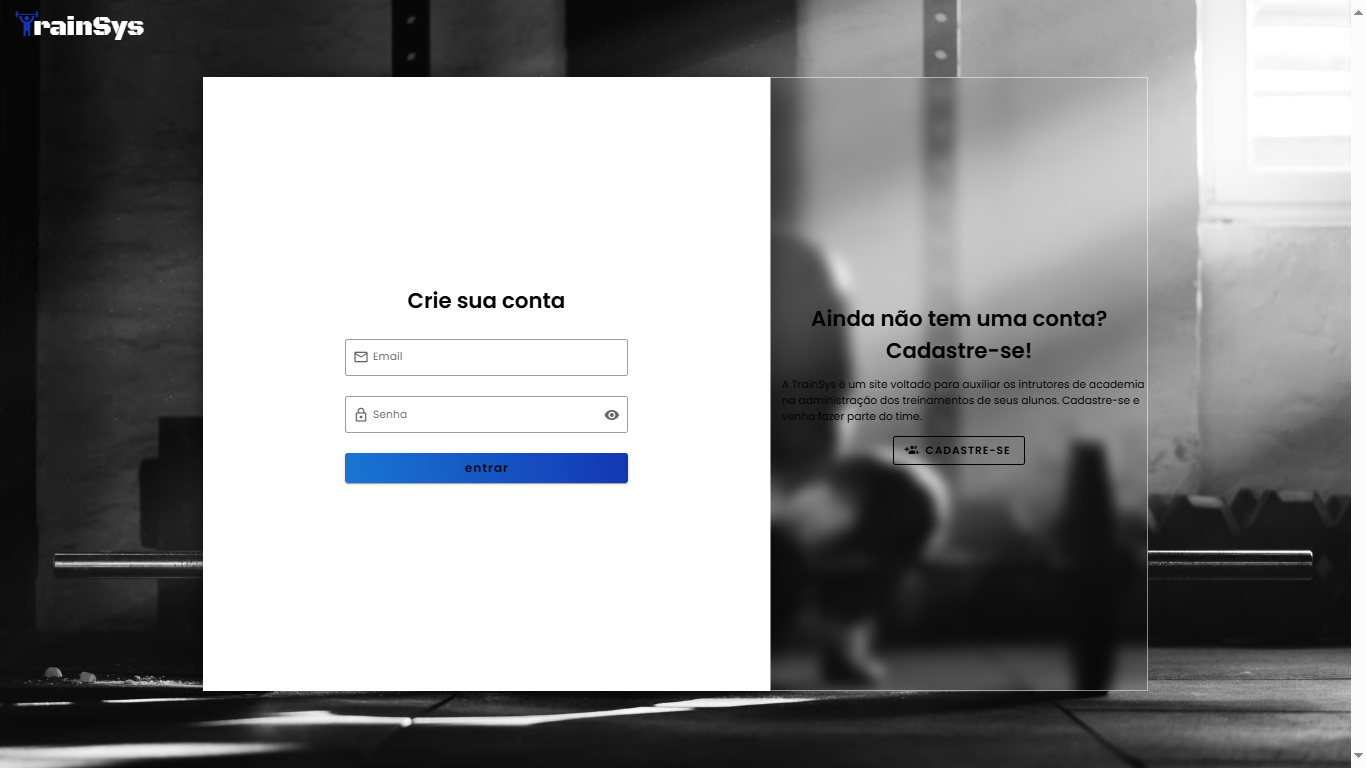 TrainSys
Crie sua conta
Email
Senha
entrar
Ainda não tem uma conta?
Cadastre-se!
A TrainSys é um site voltado para auxiliar os intrutores de academia
na administração dos treinamentos de seus alunos. Cadastre-se e
venha fazer parte do time.
CADASTRE-SE